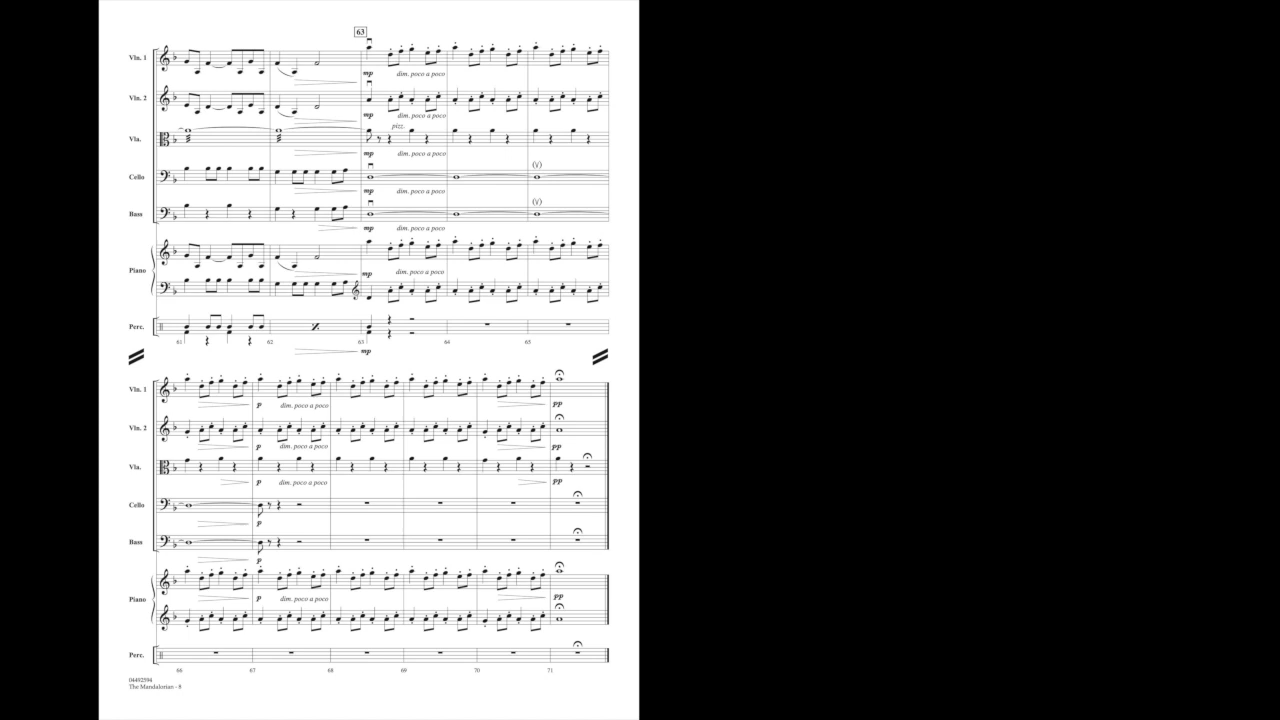 63
Vln. 1
mp dim. poco a poco
Vln. 2
mp dim. poco a poco
pizz.
Vla.
mp dim. poco a poco
(V)
Cello
mp dim. poco a poco
(V)
Bass
mp dim. poco a poco
Piano
mp dim. poco a poco
Perc.
61 62 63 64 65
mp
Vln. 1
p dim. poco a poco pp
Vln. 2
p dim. poco a poco pp
Vla.
p dim. poco a poco pp
Cello
p
Bass
p
Piano
p dim. poco a poco pp
Perc.
66 67 68 69 70 71
04492594
The Mandalorian - 8